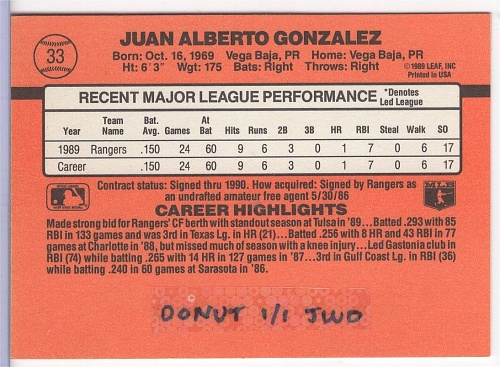 33
JUAN ALBERTO GONZALEZ
Born: Oct. 16, 1969 Vega Baja, PR Home: Vega Baja, PR
Ht: 6'3" Wgt: 175 Bats: Right Throws: Right
©1989 LEAF, INC
Printed in USA
RECENT MAJOR LEAGUE PERFORMANCE *Denotes Led League
Year Team Name Bat. Avg. Games At Bat Hits Runs 2B 3B HR RBI Steal Walk SO
1989 Rangers .150 24 60 9 6 3 0 1 7 0 6 17
Career .150 24 60 9 6 3 0 1 7 0 6 17
Contract status: Signed thru 1990. How acquired: Signed by Rangers as
an undrafted amateur free agent 5/30/86
MLB
CAREER HIGHLIGHTS
Made strong bid for Rangers' CF berth with standout season at Tulsa in '89...Batted .293 with 85
RBI in 133 games and was 3rd in Texas Lg. in HR (21)...Batted .256 with 8 HR and 43 RBI in 77
games at Charlotte in '88, but missed much of season with a knee injury...Led Gastonia club in
RBI (74) while batting .265 with 14 HR in 127 games in '87...3rd in Gulf Coast Lg. in RBI (36)
while batting .240 in 60 games at Sarasota in '86.
DONUT 1/1 JWD